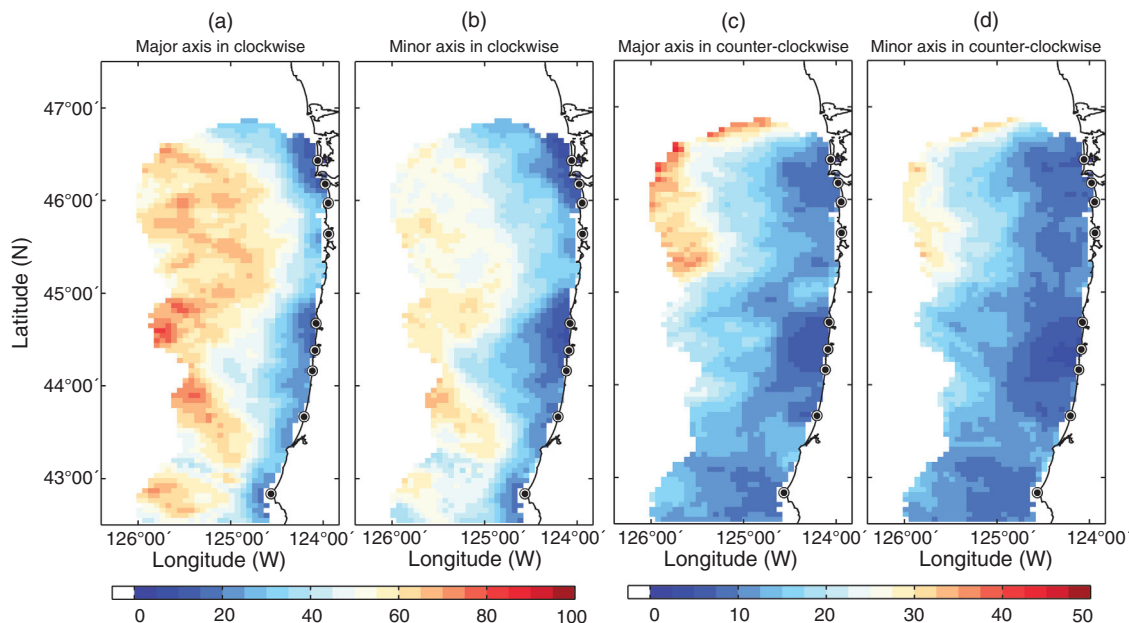 (a) (b) (c) (d)
Major axis in clockwise Minor axis in clockwise Major axis in counter-clockwise Minor axis in counter-clockwise
47°00´
46°00´
45°00´
44°00´
43°00´
Latitude (N)
126°00´ 125°00´ 124°00´ 126°00´ 125°00´ 124°00´ 126°00´ 125°00´ 124°00´ 126°00´ 125°00´ 124°00´
Longitude (W) Longitude (W) Longitude (W) Longitude (W)
0 20 40 60 80 100 0 10 20 30 40 50